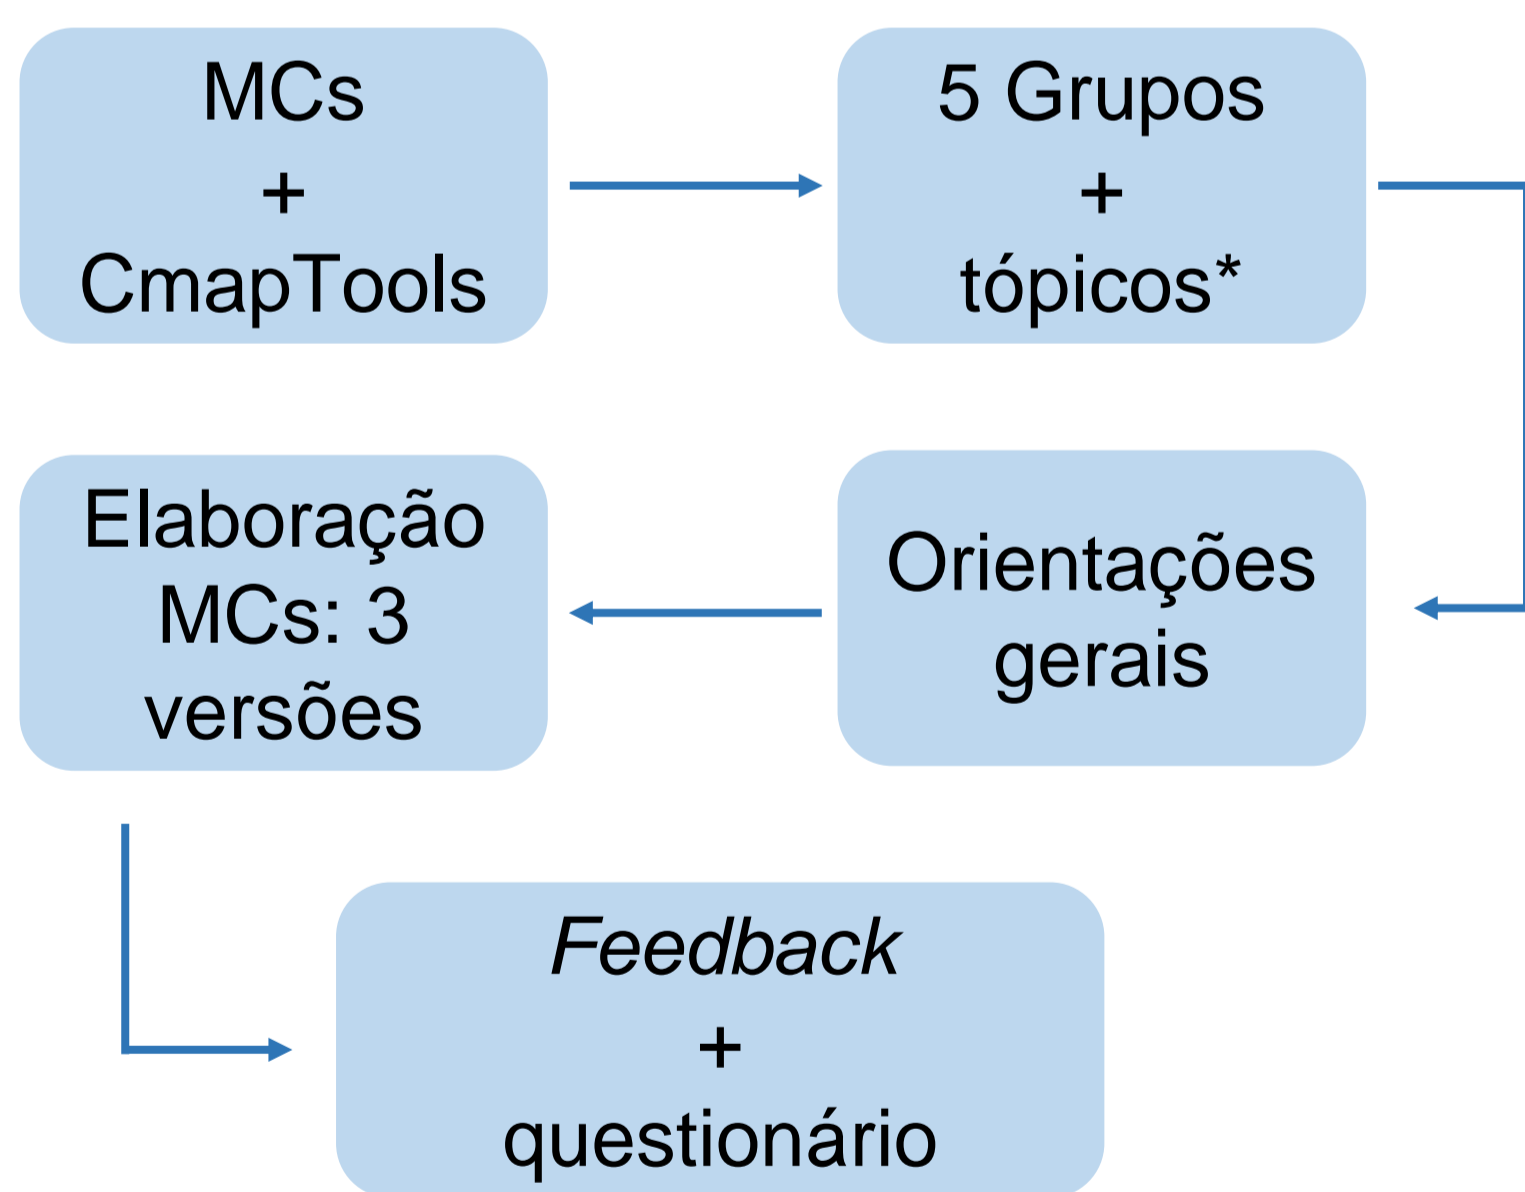 MCs
+
CmapTools
5 Grupos
+
tópicos*
Orientações
gerais
Elaboração
MCs: 3
versões
Feedback
+
questionário